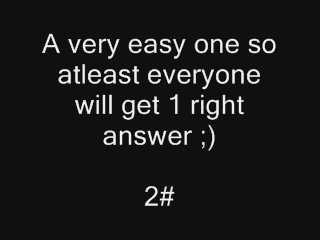 A very easy one so
atleast everyone
will get 1 right
answer ;)
2#